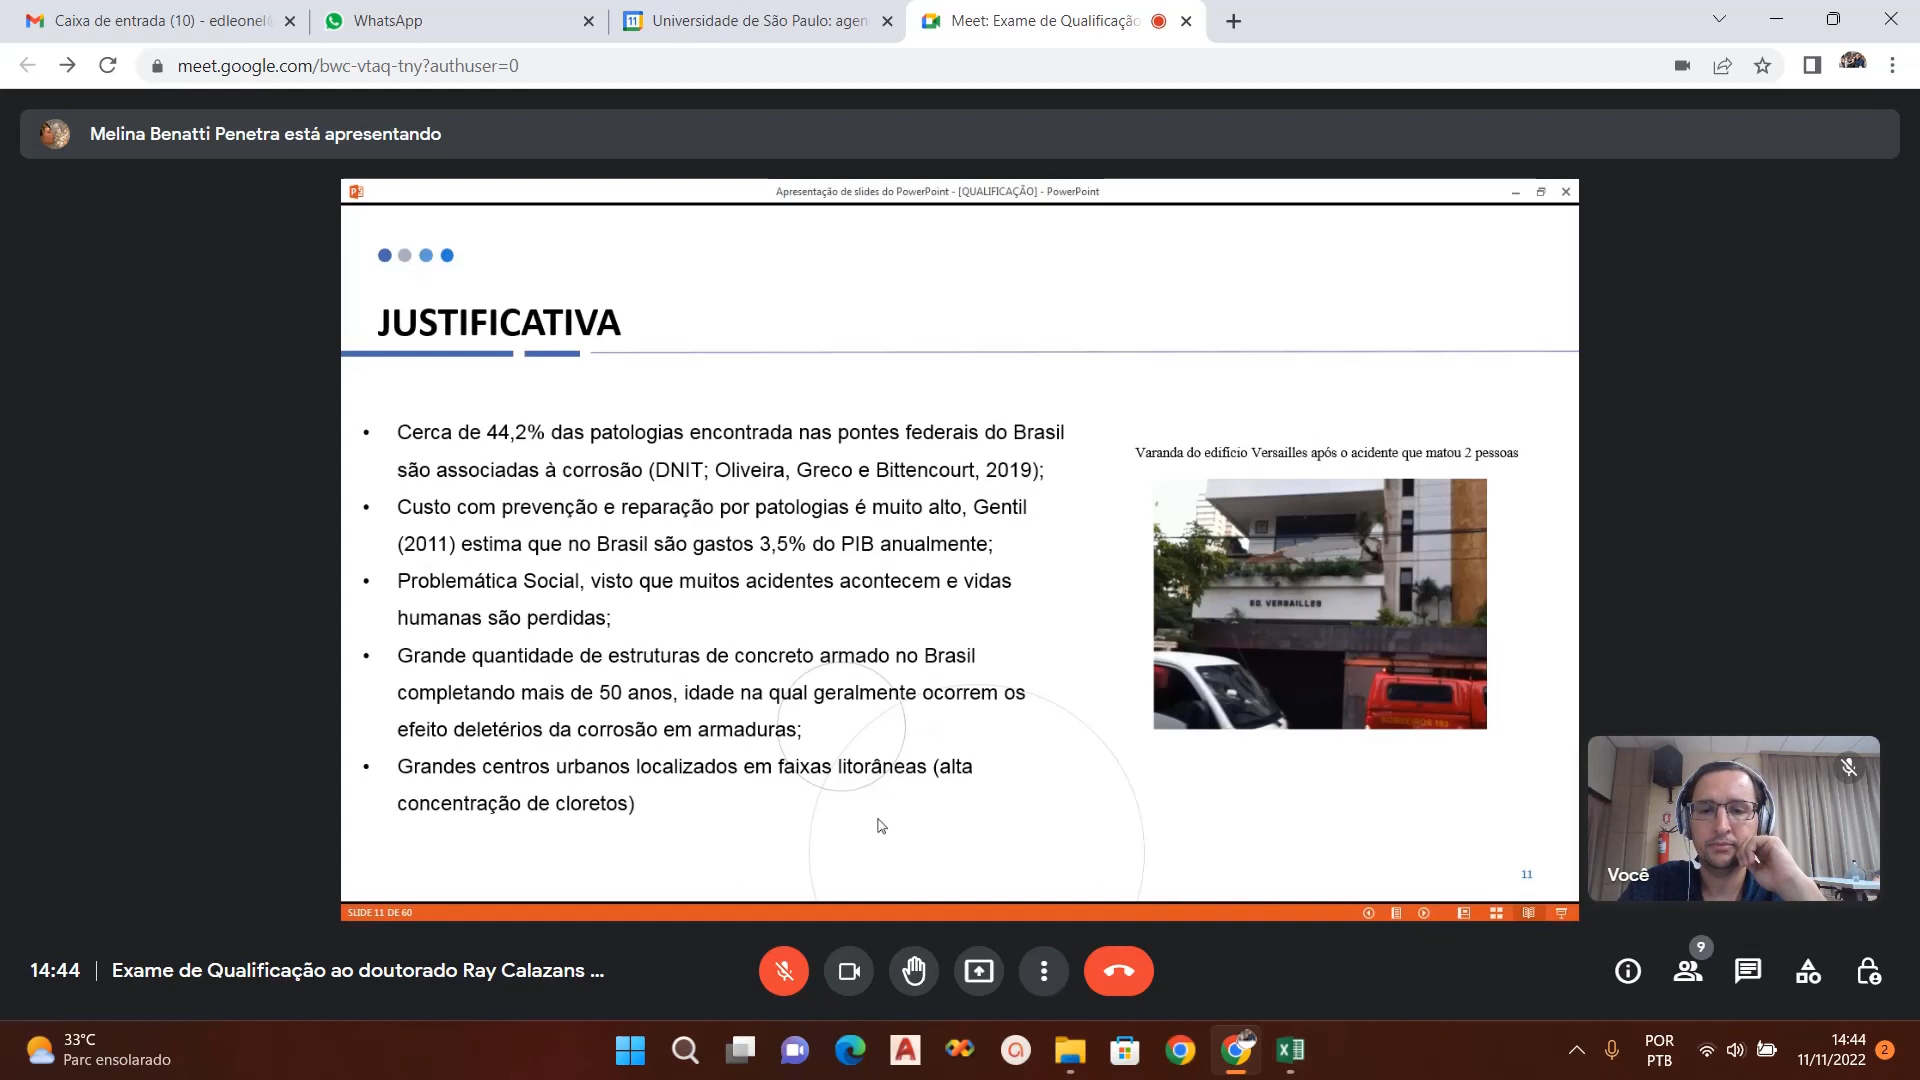 Caixa de entrada (10) - edleonel
WhatsApp
Universidade de São Paulo: agen
Meet: Exame de Qualificação
meet.google.com/bwc-vtaq-tny?authuser=0
Melina Benatti Penetra está apresentando
Apresentação de slides do PowerPoint - [QUALIFICAÇÃO] - PowerPoint
JUSTIFICATIVA
• Cerca de 44,2% das patologias encontrada nas pontes federais do Brasil
são associadas à corrosão (DNIT; Oliveira, Greco e Bittencourt, 2019);
• Custo com prevenção e reparação por patologias é muito alto, Gentil
(2011) estima que no Brasil são gastos 3,5% do PIB anualmente;
• Problemática Social, visto que muitos acidentes acontecem e vidas
humanas são perdidas;
• Grande quantidade de estruturas de concreto armado no Brasil
completando mais de 50 anos, idade na qual geralmente ocorrem os
efeito deletérios da corrosão em armaduras;
• Grandes centros urbanos localizados em faixas litorâneas (alta
concentração de cloretos)
Varanda do edifício Versailles após o acidente que matou 2 pessoas
ED. VERSAILLES
BOMBEIROS 193
11
SLIDE 11 DE 60
Você
14:44
Exame de Qualificação ao doutorado Ray Calazans ...
9
33°C
Parc ensolarado
POR
PTB
14:44
11/11/2022
2